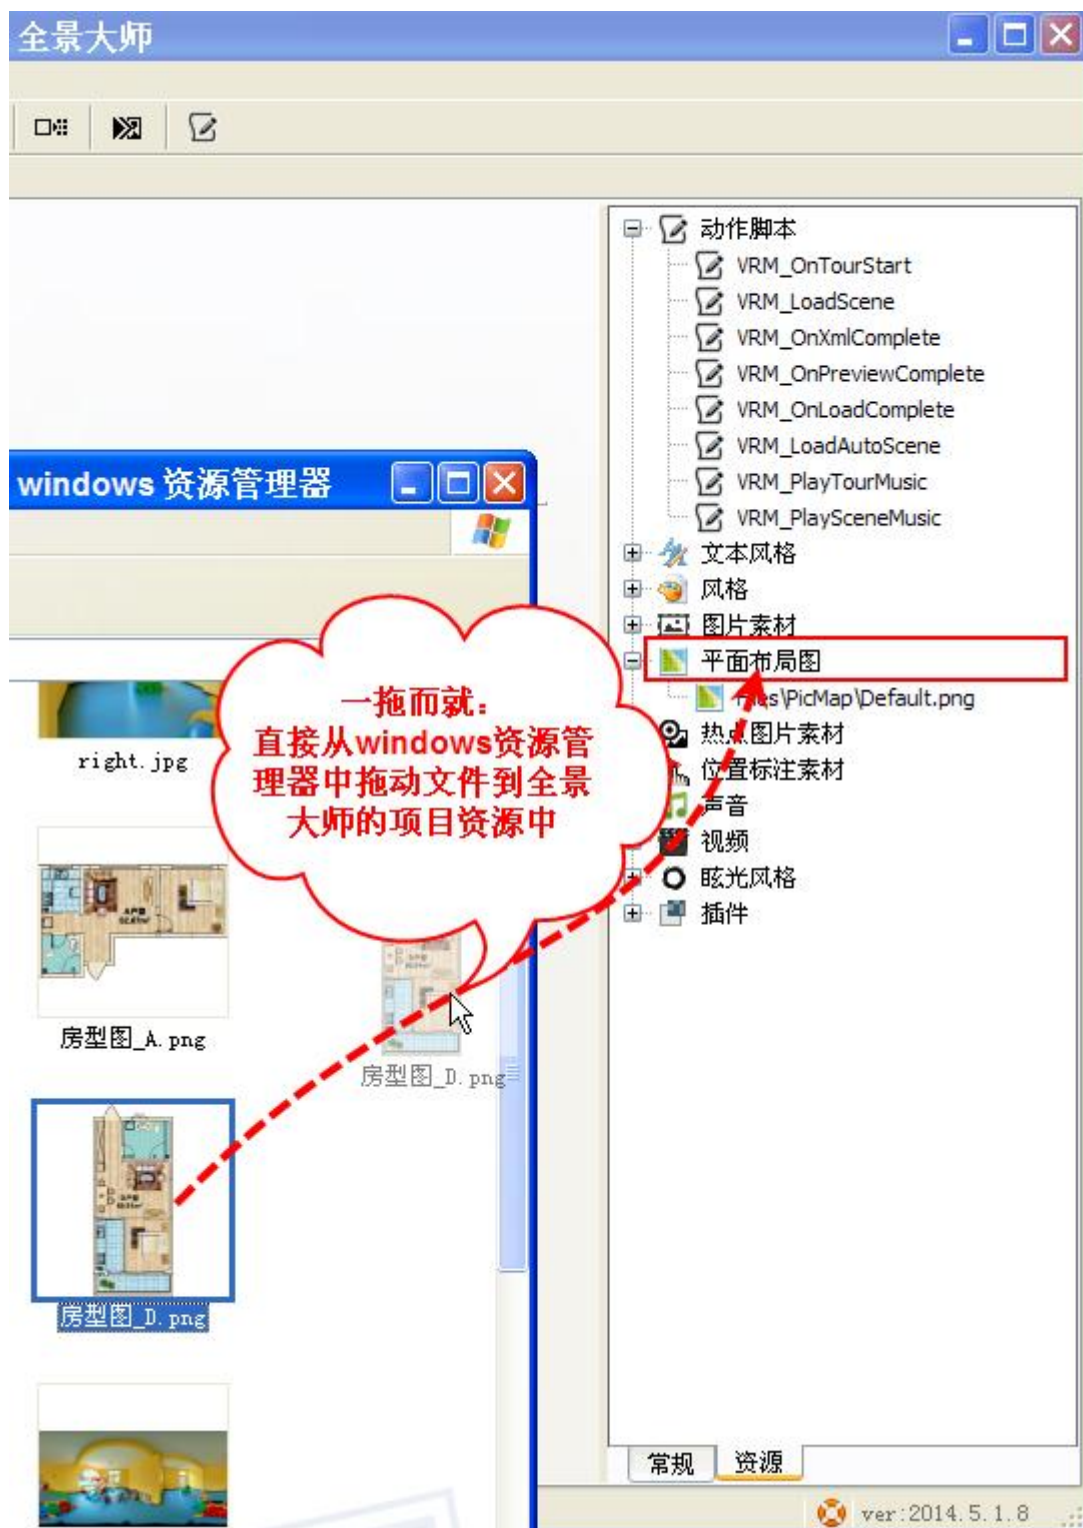 全景大师
动作脚本
VRM_OnTourStart
VRM_LoadScene
VRM_OnXmlComplete
VRM_OnPreviewComplete
VRM_OnLoadComplete
VRM_LoadAutoScene
VRM_PlayTourMusic
VRM_PlaySceneMusic
文本风格
风格
图片素材
平面布局图
\PicMap\Default.png
热点图片素材
位置标注素材
声音
视频
眩光风格
插件
windows 资源管理器
一拖而就:
直接从windows资源管
理器中拖动文件到全景
大师的项目资源中
right.jpg
房型图_A.png
房型图_D.png
房型图_D.png
常规
资源
ver:2014.5.1.8